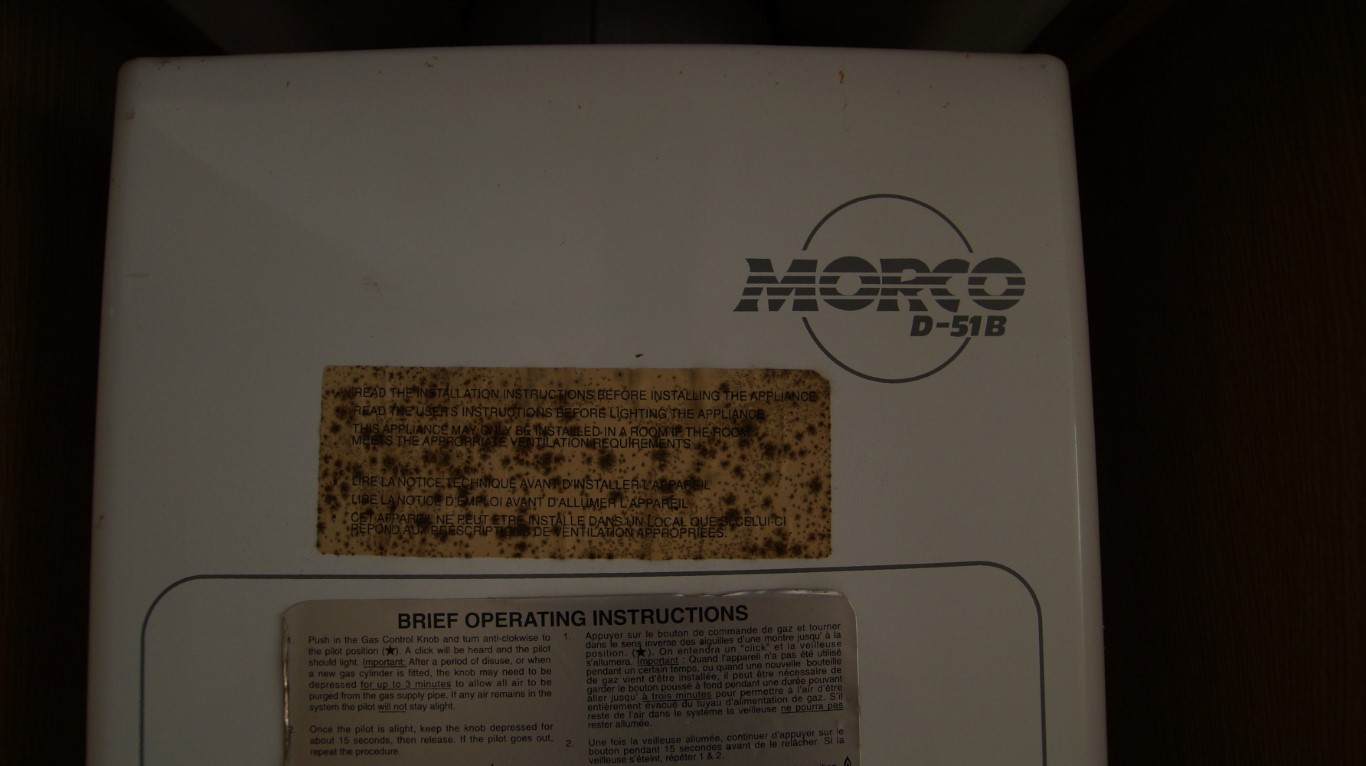 MORCO
D-51B
READ THE INSTALLATION INSTRUCTIONS BEFORE INSTALLING THE APPLIANCE
READ THE USER'S INSTRUCTIONS BEFORE LIGHTING THE APPLIANCE
THIS APPLIANCE MAY ONLY BE INSTALLED IN A ROOM IF THE ROOM
MEETS THE APPROPRIATE VENTILATION REQUIREMENTS
LIRE LA NOTICE TECHNIQUE AVANT D'INSTALLER L'APPAREIL
LIRE LA NOTICE D'EMPLOI AVANT D'ALLUMER L'APPAREIL
CET APPAREIL NE PEUT ETRE INSTALLE DANS UN LOCAL QUE SI CELUI CI
REPOND AUX PRESCRIPTIONS DE VENTILATION APPROPRIEES.
BRIEF OPERATING INSTRUCTIONS
1. Push in the Gas Control Knob and turn anti-clokwise to
the pilot position (★). A click will be heard and the pilot
should light. Important: After a period of disuse, or when
a new gas cylinder is fitted, the knob may need to be
depressed for up to 3 minutes to allow all air to be
purged from the gas supply pipe. If any air remains in the
system the pilot will not stay alight.
2. Once the pilot is alight, keep the knob depressed for
about 15 seconds, then release. If the pilot goes out,
repeat the procedure.
1. Appuyer sur le bouton de commande de gaz et tourner
dans le sens inverse des aiguilles d'une montre jusqu' à la
position. (★). On entendra un "click" et la veilleuse
s'allumera. Important : Quand l'appareil n'a pas été utilisé
pendant un certain temps, ou quand une nouvelle bouteille
de gaz vient d'être installée, il peut être nécessaire de
garder le bouton poussé à fond pendant une durée pouvant
aller jusqu' à trois minutes pour permettre à l'air d'être
entièrement évacué du tuyau d'alimentation de gaz. S'il
reste de l'air dans le système la veilleuse ne pourra pas
rester allumée.
2. Une fois la veilleuse allumée, continuer d'appuyer sur le
bouton pendant 15 secondes avant de le relâcher. Si la
veilleuse s'éteint, répéter 1 & 2.